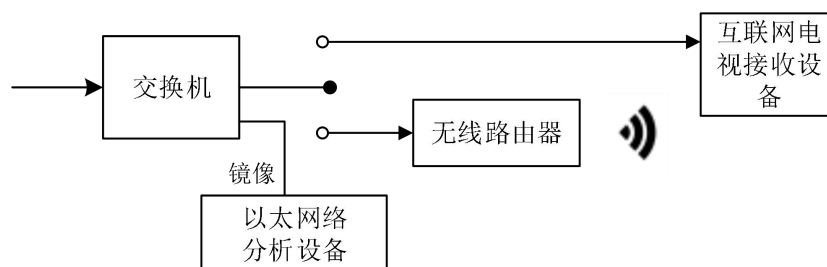 互联网电
视接收设
备
交换机
无线路由器
镜像
以太网络
分析设备